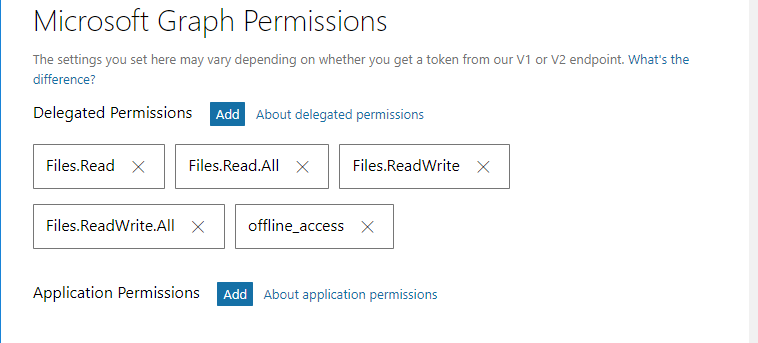 Microsoft Graph Permissions
The settings you set here may vary depending on whether you get a token from our V1 or V2 endpoint. What's the
difference?
Delegated Permissions Add About delegated permissions
Files.Read Files.Read.All Files.ReadWrite
Files.ReadWrite.All offline_access
Application Permissions Add About application permissions